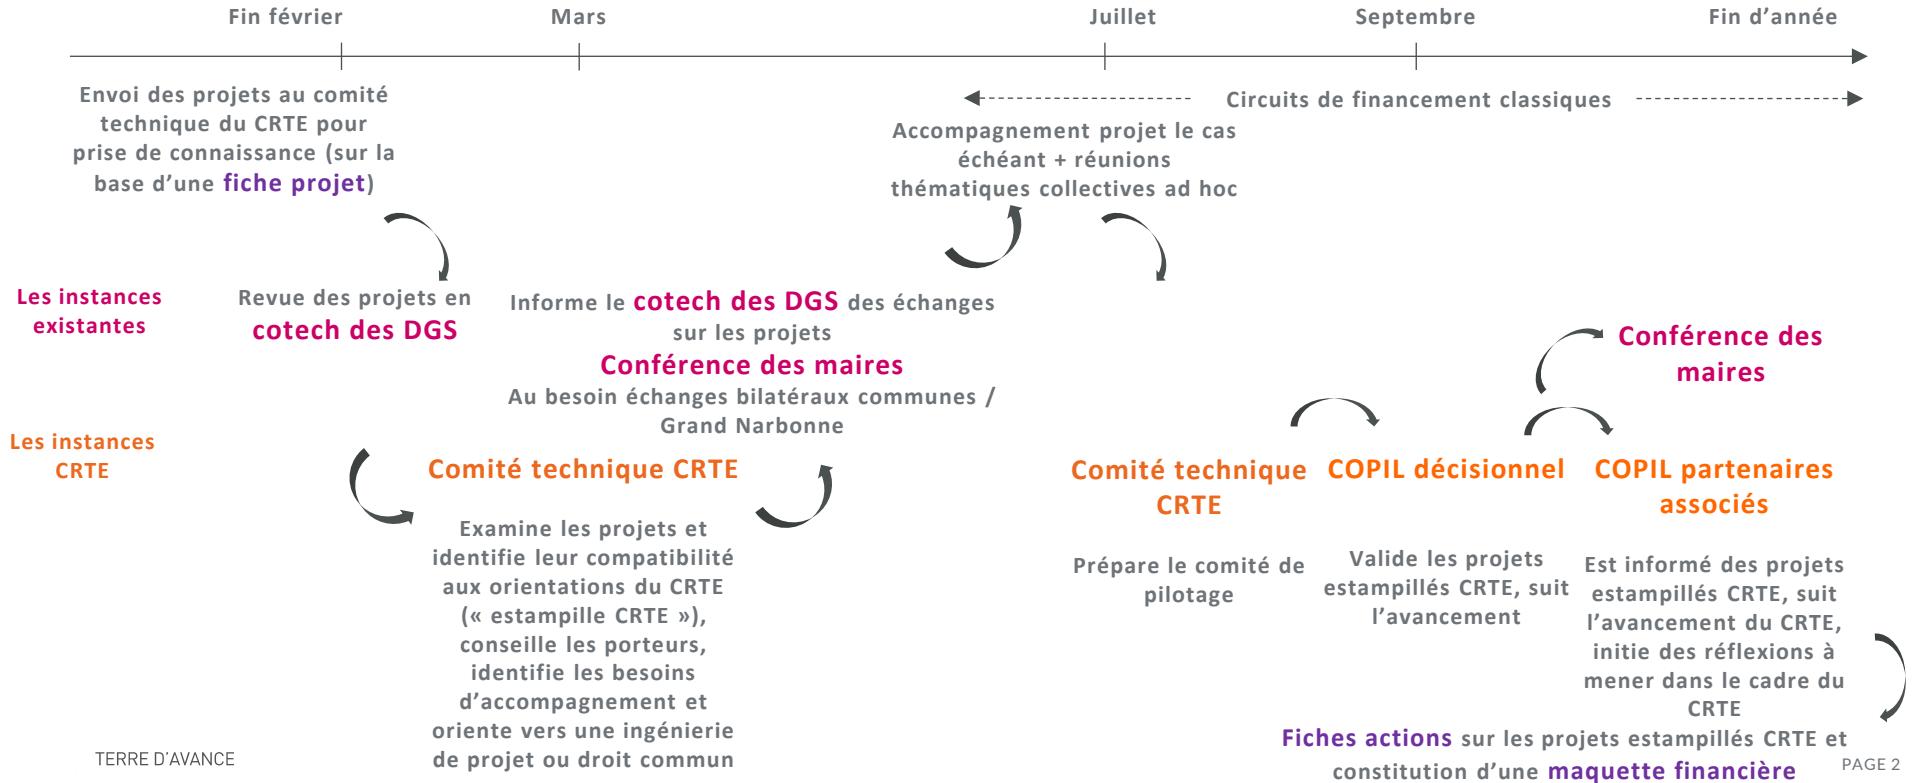 Fin février
Mars
Juillet
Septembre
Fin d'année
Envoi des projets au comité
technique du CRTE pour
prise de connaissance (sur la
base d'une fiche projet)
Circuits de financement classiques
Accompagnement projet le cas
échéant + réunions
thématiques collectives ad hoc
Les instances
existantes
Revue des projets en
cotech des DGS
Informe le cotech des DGS des échanges
sur les projets
Conférence des maires
Au besoin échanges bilatéraux communes /
Grand Narbonne
Conférence des
maires
Les instances
CRTE
Comité technique CRTE
Examine les projets et
identifie leur compatibilité
aux orientations du CRTE
(« estampille CRTE »),
conseille les porteurs,
identifie les besoins
d'accompagnement et
oriente vers une ingénierie
de projet ou droit commun
Comité technique
CRTE
Prépare le comité de
pilotage
COPIL décisionnel
Valide les projets
estampillés CRTE, suit
l'avancement
COPIL partenaires
associés
Est informé des projets
estampillés CRTE, suit
l'avancement du CRTE,
initie des réflexions à
mener dans le cadre du
CRTE
Fiches actions sur les projets estampillés CRTE et
constitution d'une maquette financière
TERRE D'AVANCE
PAGE 2